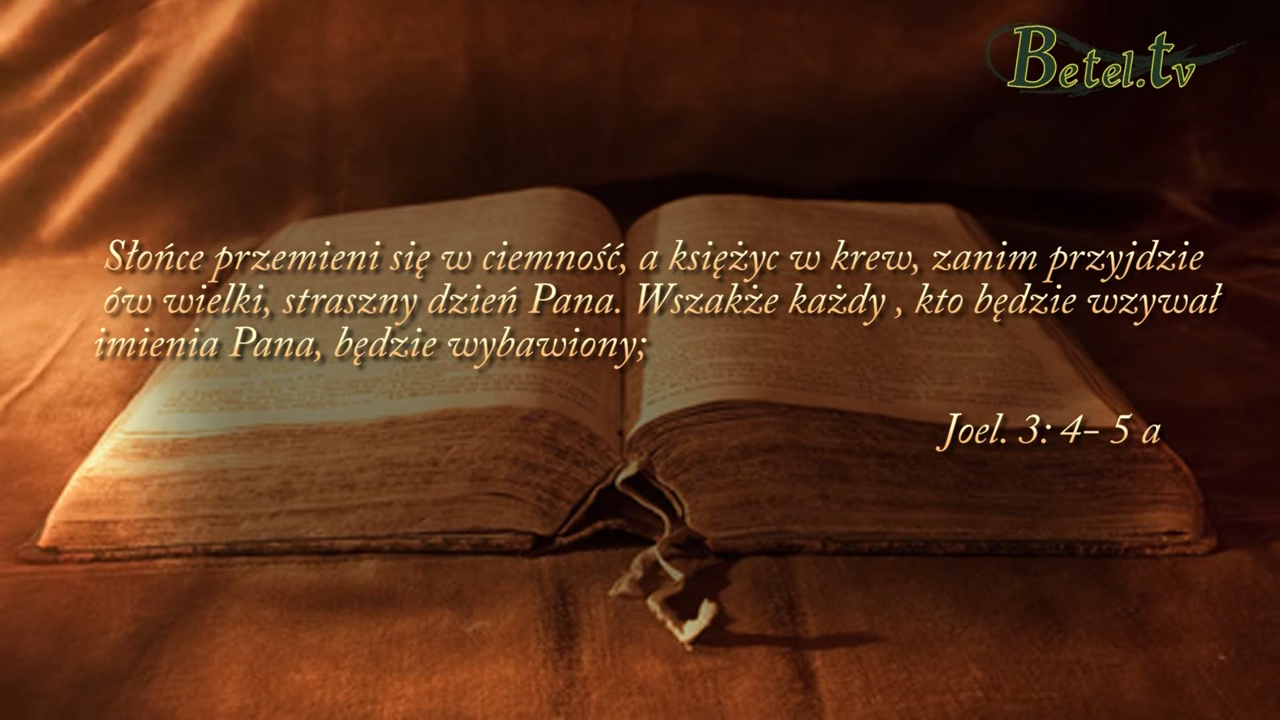 Betel.tv
Słońce przemieni się w ciemność, a księżyc w krew, zanim przyjdzie
ów wielki, straszny dzień Pana. Wszakże każdy , kto będzie wzywał
imienia Pana, będzie wybawiony;
Joel. 3: 4- 5 a